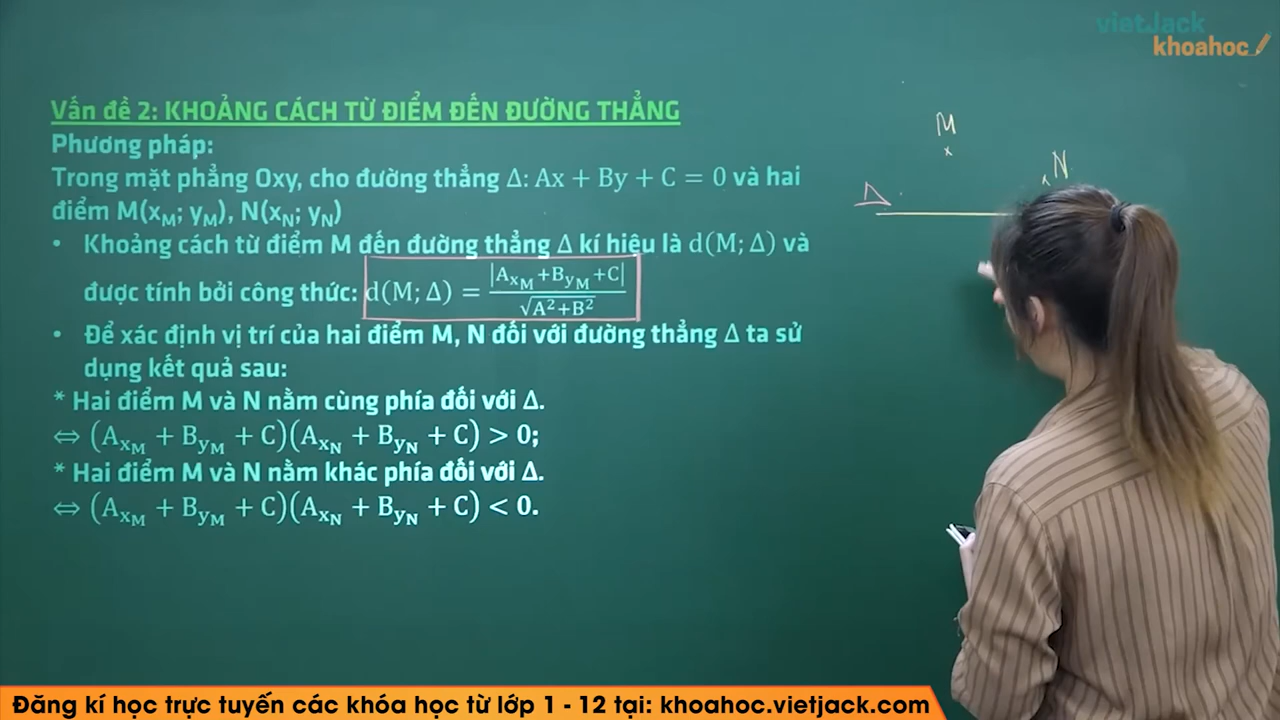 vietJack
khoahoc
Vấn đề 2: KHOẢNG CÁCH TỪ ĐIỂM ĐẾN ĐƯỜNG THẲNG
Phương pháp:
Trong mặt phẳng Oxy, cho đường thẳng Δ: Ax + By + C = 0 và hai
điểm M(x_M; y_M), N(x_N; y_N)
• Khoảng cách từ điểm M đến đường thẳng Δ kí hiệu là d(M; Δ) và
được tính bởi công thức: d(M; Δ) = |A_{x_M}+B_{y_M}+C| / √(A²+B²)
• Để xác định vị trí của hai điểm M, N đối với đường thẳng Δ ta sử
dụng kết quả sau:
* Hai điểm M và N nằm cùng phía đối với Δ.
⇔ (A_{x_M} + B_{y_M} + C)(A_{x_N} + B_{y_N} + C) > 0;
* Hai điểm M và N nằm khác phía đối với Δ.
⇔ (A_{x_M} + B_{y_M} + C)(A_{x_N} + B_{y_N} + C) < 0.
M
N
Δ
Đăng kí học trực tuyến các khóa học từ lớp 1 - 12 tại: khoahoc.vietjack.com